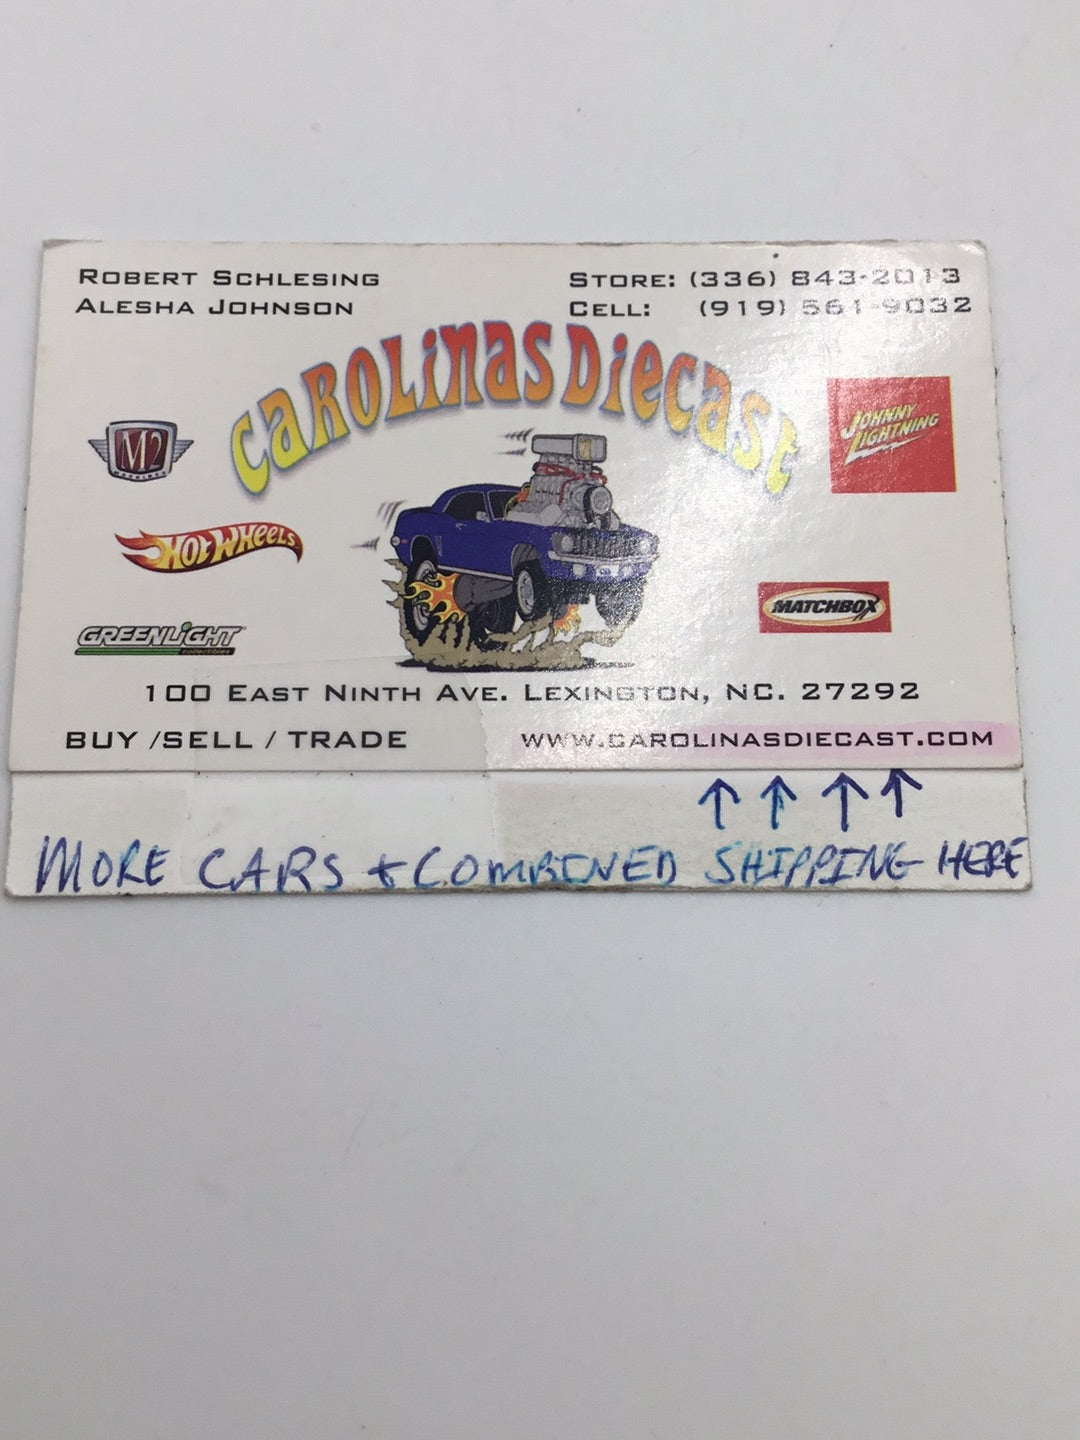 ROBERT SCHLESING
ALESHA JOHNSON
STORE: (336) 843-2013
CELL: (919) 561-9032
CAROLINAS DIECAST
M2
MACHINES
JOHNNY
LIGHTNING
HOT WHEELS
MATCHBOX
GREENLIGHT
collectibles
100 EAST NINTH AVE. LEXINGTON, NC. 27292
BUY /SELL / TRADE
WWW.CAROLINASDIECAST.COM
↑ ↑ ↑ ↑
MORE CARS + COMBINED SHIPPING HERE